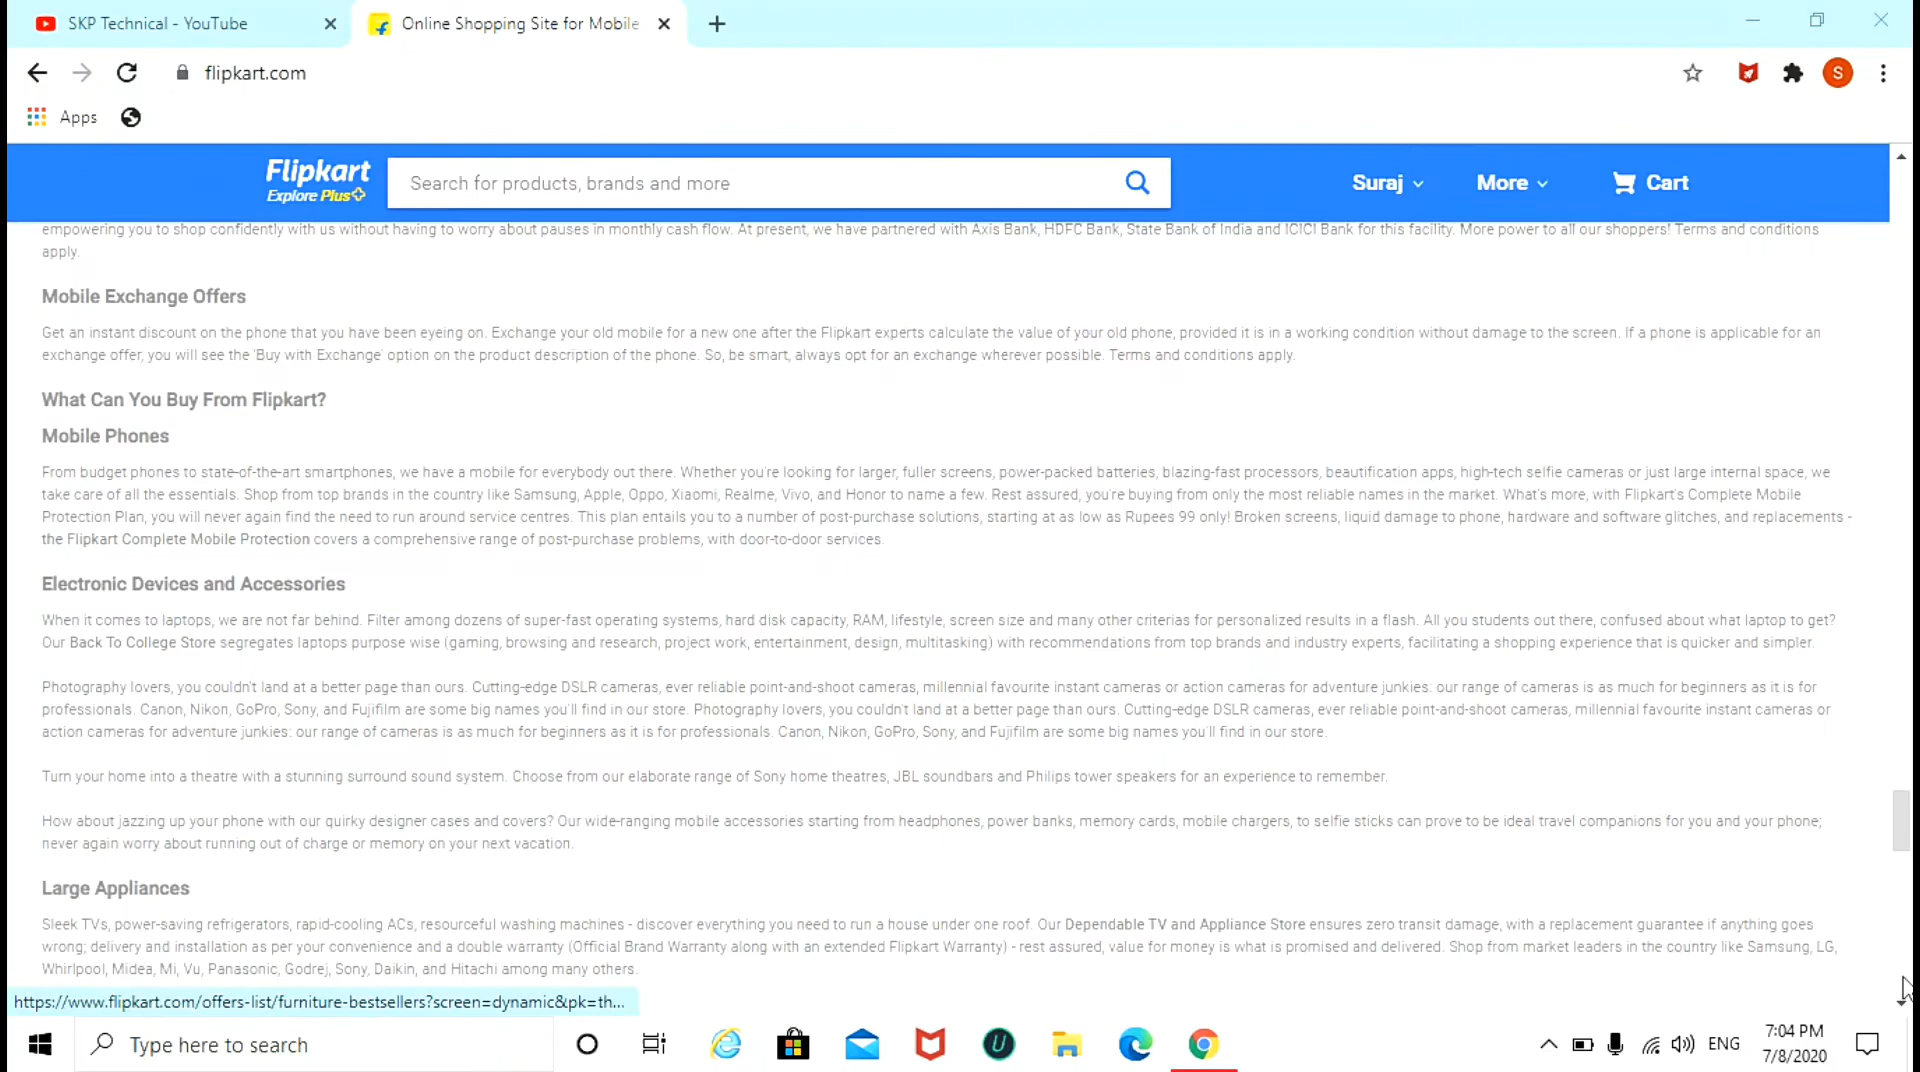 SKP Technical - YouTube
Online Shopping Site for Mobile
flipkart.com
S
Apps
Flipkart
Explore Plus
Search for products, brands and more
Suraj
More
Cart
empowering you to shop confidently with us without having to worry about pauses in monthly cash flow. At present, we have partnered with Axis Bank, HDFC Bank, State Bank of India and ICICI Bank for this facility. More power to all our shoppers! Terms and conditions
apply.
Mobile Exchange Offers
Get an instant discount on the phone that you have been eyeing on. Exchange your old mobile for a new one after the Flipkart experts calculate the value of your old phone, provided it is in a working condition without damage to the screen. If a phone is applicable for an
exchange offer, you will see the 'Buy with Exchange' option on the product description of the phone. So, be smart, always opt for an exchange wherever possible. Terms and conditions apply.
What Can You Buy From Flipkart?
Mobile Phones
From budget phones to state-of-the-art smartphones, we have a mobile for everybody out there. Whether you're looking for larger, fuller screens, power-packed batteries, blazing-fast processors, beautification apps, high-tech selfie cameras or just large internal space, we
take care of all the essentials. Shop from top brands in the country like Samsung, Apple, Oppo, Xiaomi, Realme, Vivo, and Honor to name a few. Rest assured, you're buying from only the most reliable names in the market. What's more, with Flipkart's Complete Mobile
Protection Plan, you will never again find the need to run around service centres. This plan entails you to a number of post-purchase solutions, starting at as low as Rupees 99 only! Broken screens, liquid damage to phone, hardware and software glitches, and replacements -
the Flipkart Complete Mobile Protection covers a comprehensive range of post-purchase problems, with door-to-door services.
Electronic Devices and Accessories
When it comes to laptops, we are not far behind. Filter among dozens of super-fast operating systems, hard disk capacity, RAM, lifestyle, screen size and many other criterias for personalized results in a flash. All you students out there, confused about what laptop to get?
Our Back To College Store segregates laptops purpose wise (gaming, browsing and research, project work, entertainment, design, multitasking) with recommendations from top brands and industry experts, facilitating a shopping experience that is quicker and simpler.
Photography lovers, you couldn't land at a better page than ours. Cutting-edge DSLR cameras, ever reliable point-and-shoot cameras, millennial favourite instant cameras or action cameras for adventure junkies: our range of cameras is as much for beginners as it is for
professionals. Canon, Nikon, GoPro, Sony, and Fujifilm are some big names you'll find in our store. Photography lovers, you couldn't land at a better page than ours. Cutting-edge DSLR cameras, ever reliable point-and-shoot cameras, millennial favourite instant cameras or
action cameras for adventure junkies: our range of cameras is as much for beginners as it is for professionals. Canon, Nikon, GoPro, Sony, and Fujifilm are some big names you'll find in our store.
Turn your home into a theatre with a stunning surround sound system. Choose from our elaborate range of Sony home theatres, JBL soundbars and Philips tower speakers for an experience to remember.
How about jazzing up your phone with our quirky designer cases and covers? Our wide-ranging mobile accessories starting from headphones, power banks, memory cards, mobile chargers, to selfie sticks can prove to be ideal travel companions for you and your phone;
never again worry about running out of charge or memory on your next vacation.
Large Appliances
Sleek TVs, power-saving refrigerators, rapid-cooling ACs, resourceful washing machines - discover everything you need to run a house under one roof. Our Dependable TV and Appliance Store ensures zero transit damage, with a replacement guarantee if anything goes
wrong; delivery and installation as per your convenience and a double warranty (Official Brand Warranty along with an extended Flipkart Warranty) - rest assured, value for money is what is promised and delivered. Shop from market leaders in the country like Samsung, LG,
Whirlpool, Midea, Mi, Vu, Panasonic, Godrej, Sony, Daikin, and Hitachi among many others.
https://www.flipkart.com/offers-list/furniture-bestsellers?screen=dynamic&pk=th...
Type here to search
U
ENG
7:04 PM
7/8/2020